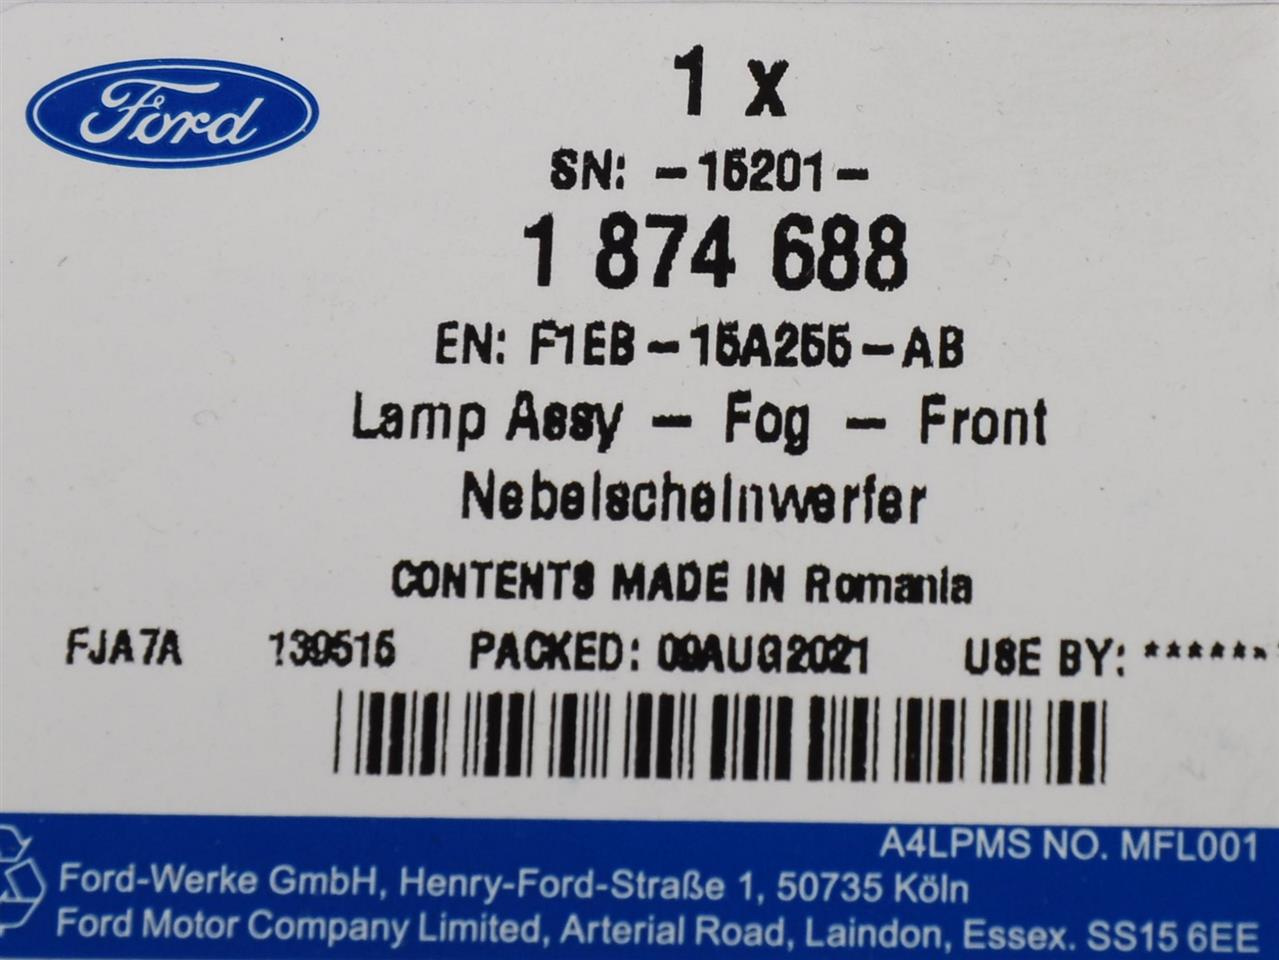 Ford
1 x
SN: -15201-
1 874 688
EN: F1EB-15A255-AB
Lamp Assy - Fog - Front
Nebelscheinwerfer
CONTENTS MADE IN Romania
FJA7A 139515 PACKED: 09AUG2021 USE BY: *******
A4LPMS NO. MFL001
Ford-Werke GmbH, Henry-Ford-Straße 1, 50735 Köln
Ford Motor Company Limited, Arterial Road, Laindon, Essex. SS15 6EE